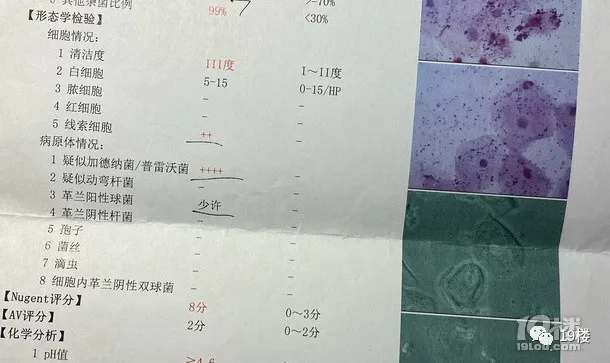 其他杂菌比例 99% >-70%
<30%
【形态学检验】
细胞情况:
1 清洁度 III度 I～II度
2 白细胞 5-15 0-15/HP
3 脓细胞 - -
4 红细胞 - -
5 线索细胞 ++ -
病原体情况:
1 疑似加德纳菌/普雷沃菌 ++++ -
2 疑似动弯杆菌 - -
3 革兰阳性球菌 少许 -
4 革兰阴性杆菌 - -
5 孢子 - -
6 菌丝 - -
7 滴虫 - -
8 细胞内革兰阴性双球菌 - -
【Nugent评分】 8分 0～3分
【AV评分】 2分 0～2分
【化学分析】
1 pH值 >4.6
19楼
19lou.com